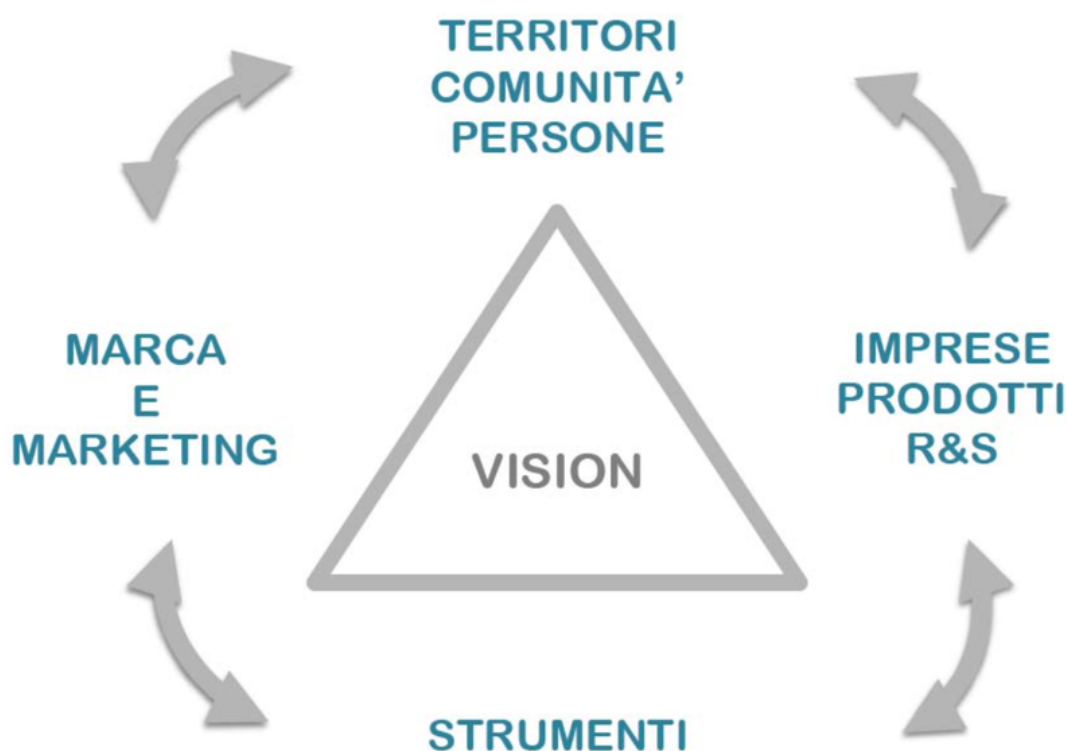 TERRITORI
COMUNITA’
PERSONE
MARCA
E
MARKETING
IMPRESE
PRODOTTI
R&S
VISION
STRUMENTI